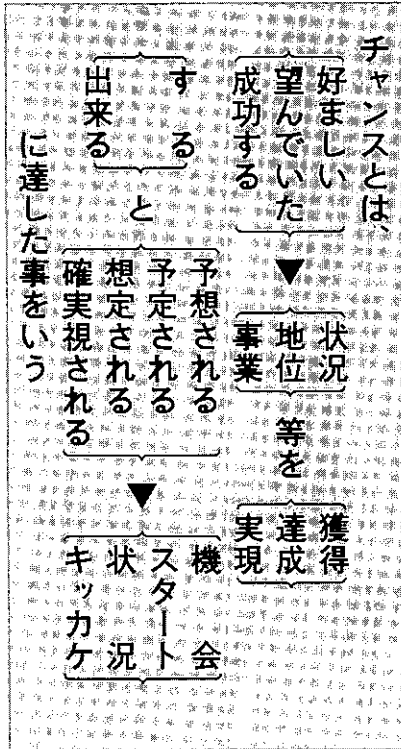 チャンスとは、
好ましい
望んでいた
成功する
▼
状況
地位
事業
等を
獲得
達成
実現
する
出来る
と
予想される
予定される
想定される
確実視される
▼
機会
スタート
状況
キッカケ
に達した事をいう